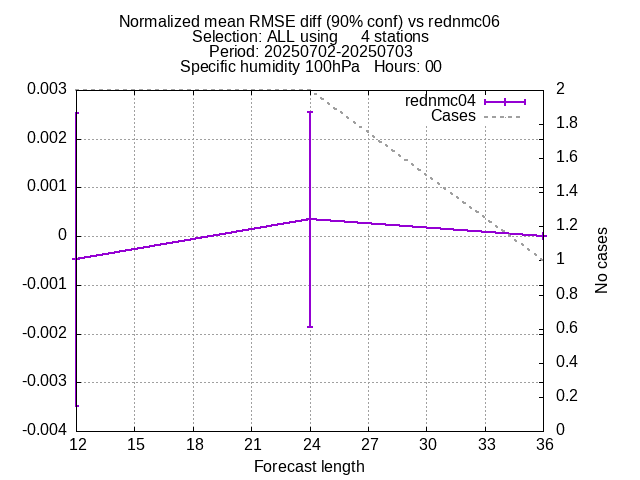 Normalized mean RMSE diff (90% conf) vs rednmc06
Selection: ALL using     4 stations
Period: 20250702-20250703
Specific humidity 100hPa   Hours: 00
rednmc04
Cases
0.003
0.002
0.001
0
-0.001
-0.002
-0.003
-0.004
2
1.8
1.6
1.4
1.2
1
0.8
0.6
0.4
0.2
0
No cases
12 15 18 21 24 27 30 33 36
Forecast length